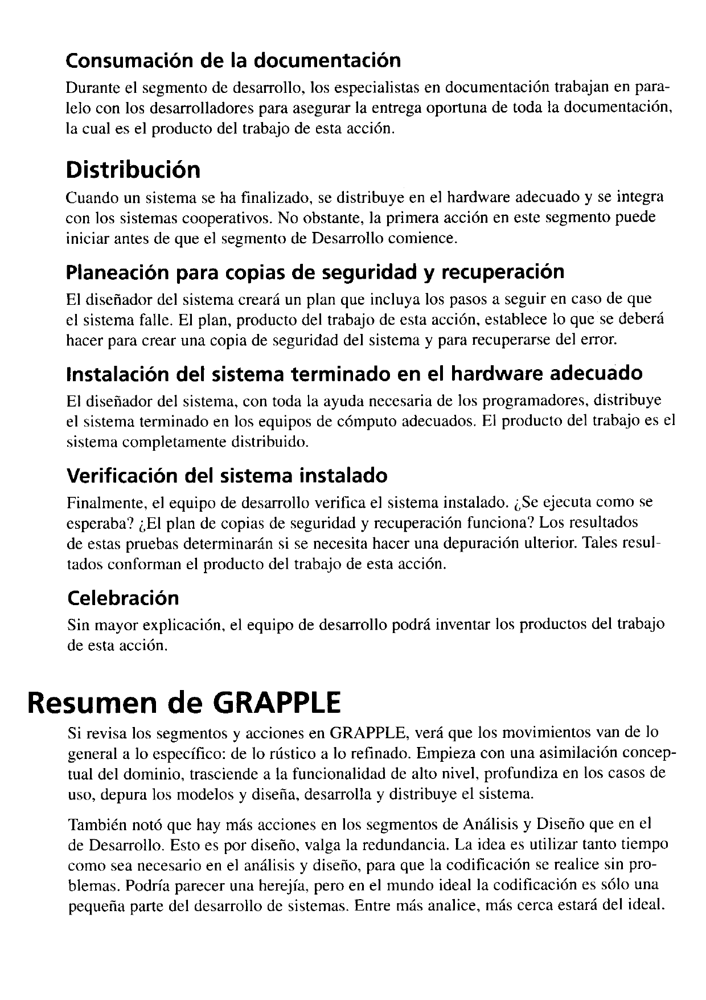 Consumación de la documentación
Durante el segmento de desarrollo, los especialistas en documentación trabajan en para-
lelo con los desarrolladores para asegurar la entrega oportuna de toda la documentación,
la cual es el producto del trabajo de esta acción.
Distribución
Cuando un sistema se ha finalizado, se distribuye en el hardware adecuado y se integra
con los sistemas cooperativos. No obstante, la primera acción en este segmento puede
iniciar antes de que el segmento de Desarrollo comience.
Planeación para copias de seguridad y recuperación
El diseñador del sistema creará un plan que incluya los pasos a seguir en caso de que
el sistema falle. El plan, producto del trabajo de esta acción, establece lo que se deberá
hacer para crear una copia de seguridad del sistema y para recuperarse del error.
Instalación del sistema terminado en el hardware adecuado
El diseñador del sistema, con toda la ayuda necesaria de los programadores, distribuye
el sistema terminado en los equipos de cómputo adecuados. El producto del trabajo es el
sistema completamente distribuido.
Verificación del sistema instalado
Finalmente, el equipo de desarrollo verifica el sistema instalado. ¿Se ejecuta como se
esperaba? ¿El plan de copias de seguridad y recuperación funciona? Los resultados
de estas pruebas determinarán si se necesita hacer una depuración ulterior. Tales resul-
tados conforman el producto del trabajo de esta acción.
Celebración
Sin mayor explicación, el equipo de desarrollo podrá inventar los productos del trabajo
de esta acción.
Resumen de GRAPPLE
Si revisa los segmentos y acciones en GRAPPLE, verá que los movimientos van de lo
general a lo específico: de lo rústico a lo refinado. Empieza con una asimilación concep-
tual del dominio, trasciende a la funcionalidad de alto nivel, profundiza en los casos de
uso, depura los modelos y diseña, desarrolla y distribuye el sistema.
También notó que hay más acciones en los segmentos de Análisis y Diseño que en el
de Desarrollo. Esto es por diseño, valga la redundancia. La idea es utilizar tanto tiempo
como sea necesario en el análisis y diseño, para que la codificación se realice sin pro-
blemas. Podría parecer una herejía, pero en el mundo ideal la codificación es sólo una
pequeña parte del desarrollo de sistemas. Entre más analice, más cerca estará del ideal.